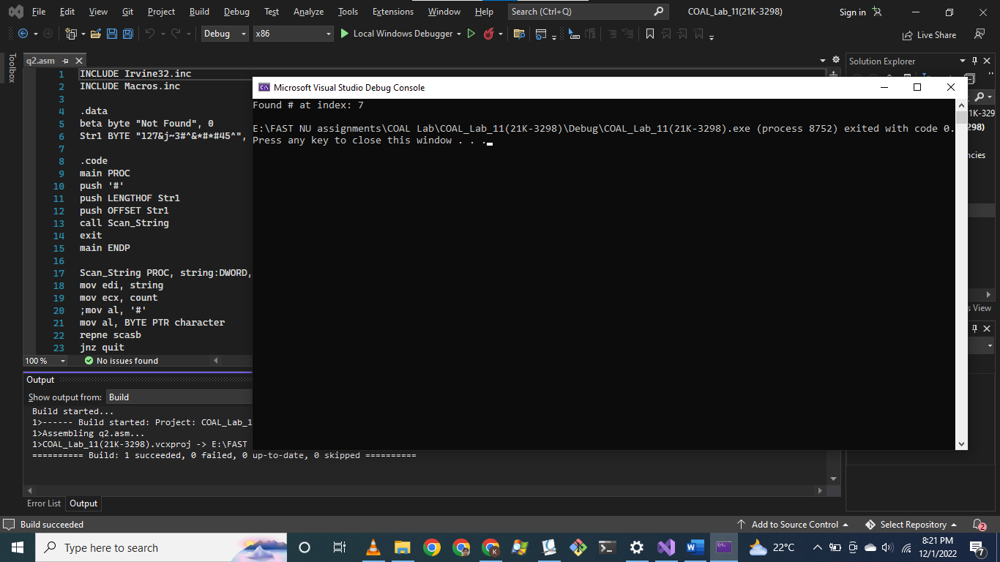 File Edit View Git Project Build Debug Test Analyze Tools Extensions Window Help Search (Ctrl+Q) COAL_Lab_11(21K-3298) Sign in
Debug x86 Local Windows Debugger Live Share
Toolbox
q2.asm
Solution Explorer
1 INCLUDE Irvine32.inc
2 INCLUDE Macros.inc
3
4 .data
5 beta byte "Not Found", 0
6 Str1 BYTE "127&j~3#^&*#*#45^",
7
8 .code
9 main PROC
10 push '#'
11 push LENGTHOF Str1
12 push OFFSET Str1
13 call Scan_String
14 exit
15 main ENDP
16
17 Scan_String PROC, string:DWORD,
18 mov edi, string
19 mov ecx, count
20 ;mov al, '#'
21 mov al, BYTE PTR character
22 repne scasb
23 jnz quit
100 % No issues found
Microsoft Visual Studio Debug Console
Found # at index: 7
E:\FAST NU assignments\COAL Lab\COAL_Lab_11(21K-3298)\Debug\COAL_Lab_11(21K-3298).exe (process 8752) exited with code 0.
Press any key to close this window . . .
1K-329
298)
ncies
s View
Output
Show output from: Build
Build started...
1>------ Build started: Project: COAL_Lab_1
1>Assembling q2.asm...
1>COAL_Lab_11(21K-3298).vcxproj -> E:\FAST
========== Build: 1 succeeded, 0 failed, 0 up-to-date, 0 skipped ==========
Error List Output
Build succeeded Add to Source Control Select Repository 2
Type here to search 22°C 8:21 PM
12/1/2022 7